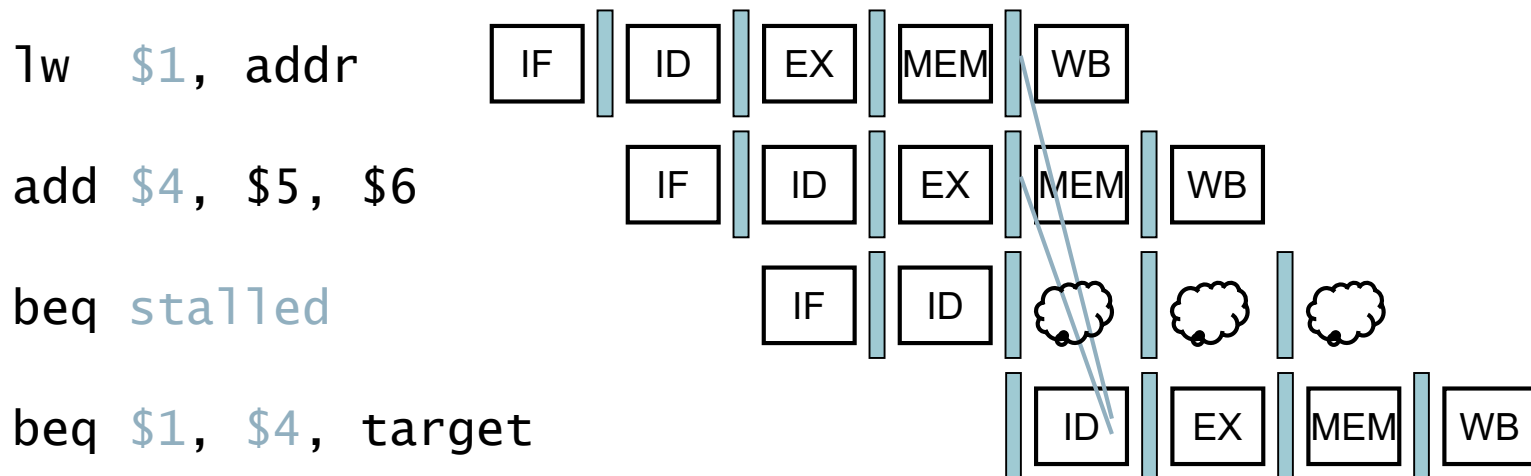 lw $1, addr IF ID EX MEM WB
add $4, $5, $6 IF ID EX MEM WB
beq stalled IF ID
beq $1, $4, target ID EX MEM WB